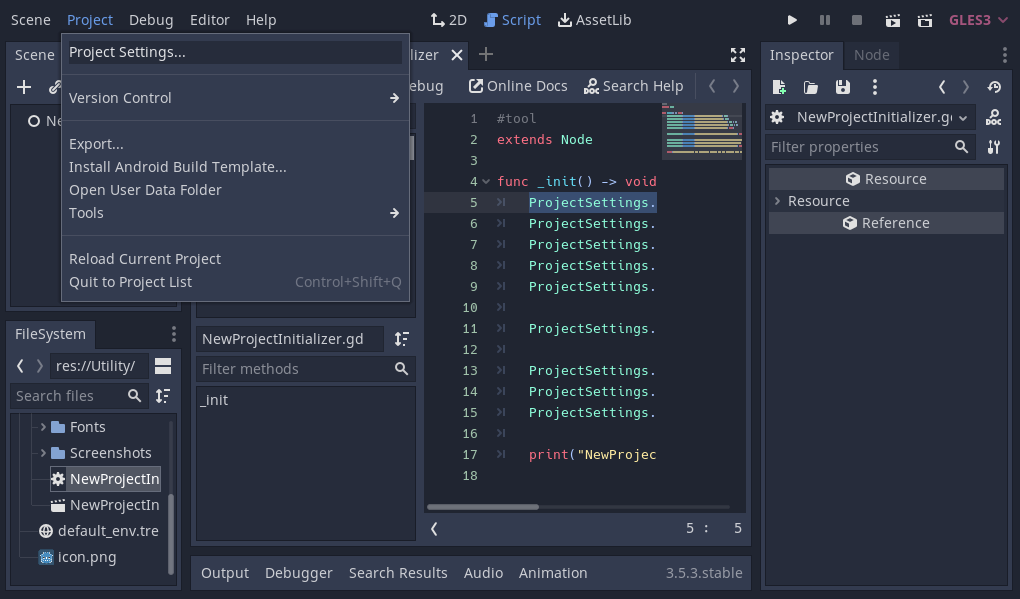 Scene Project Debug Editor Help 2D Script AssetLib GLES3
Project Settings...
Version Control
Export...
Install Android Build Template...
Open User Data Folder
Tools
Reload Current Project
Quit to Project List Control+Shift+Q
Scene
Ne
FileSystem
res://Utility/
Search files
Fonts
Screenshots
NewProjectIn
NewProjectIn
default_env.tre
icon.png
lizer
ebug Online Docs Search Help
NewProjectInitializer.gd
Filter methods
_init
1 #tool
2 extends Node
3
4 func _init() -> void
5 ProjectSettings.
6 ProjectSettings.
7 ProjectSettings.
8 ProjectSettings.
9 ProjectSettings.
10
11 ProjectSettings.
12
13 ProjectSettings.
14 ProjectSettings.
15 ProjectSettings.
16
17 print("NewProjec
18
5 : 5
Output Debugger Search Results Audio Animation 3.5.3.stable
Inspector Node
NewProjectInitializer.g
DOC
Filter properties
Resource
Resource
Reference